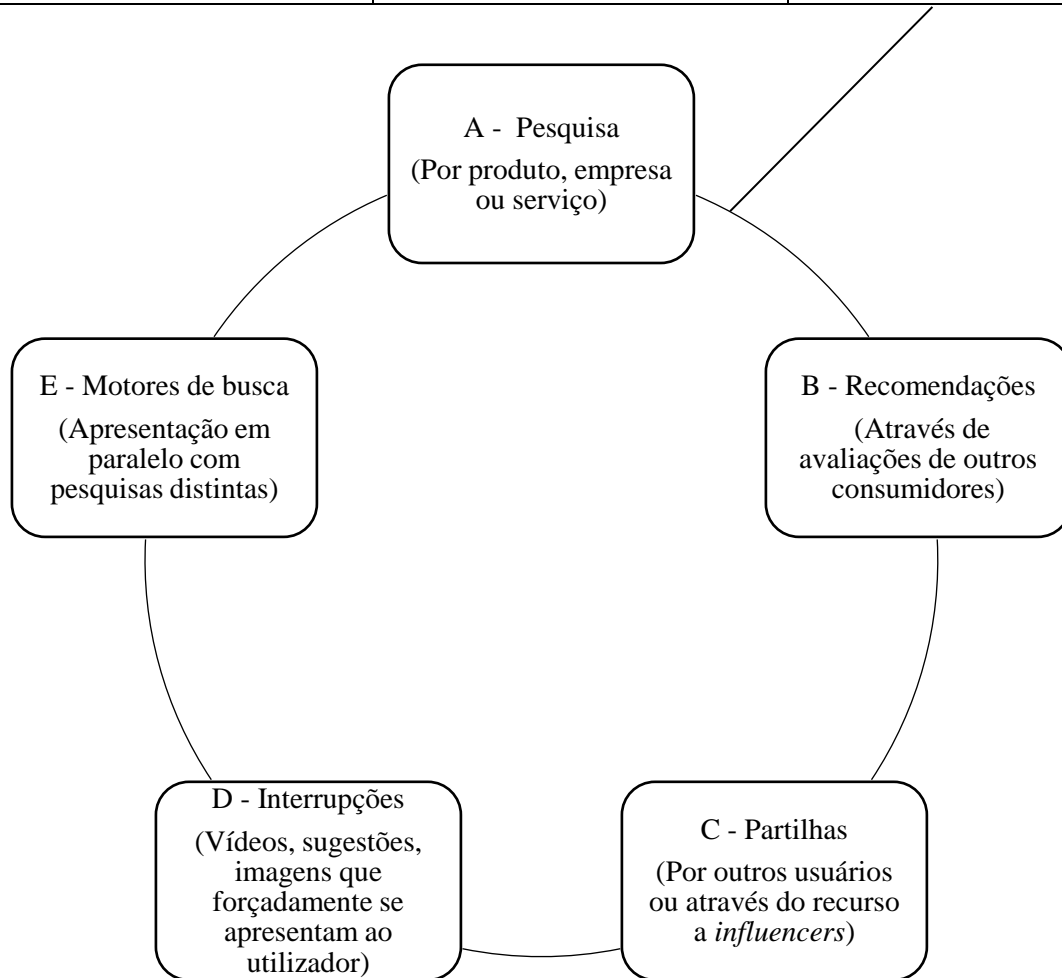 A - Pesquisa
(Por produto, empresa
ou serviço)
E - Motores de busca
(Apresentação em
paralelo com
pesquisas distintas)
B - Recomendações
(Através de
avaliações de outros
consumidores)
D - Interrupções
(Vídeos, sugestões,
imagens que
forçadamente se
apresentam ao
utilizador)
C - Partilhas
(Por outros usuários
ou através do recurso
a influencers)